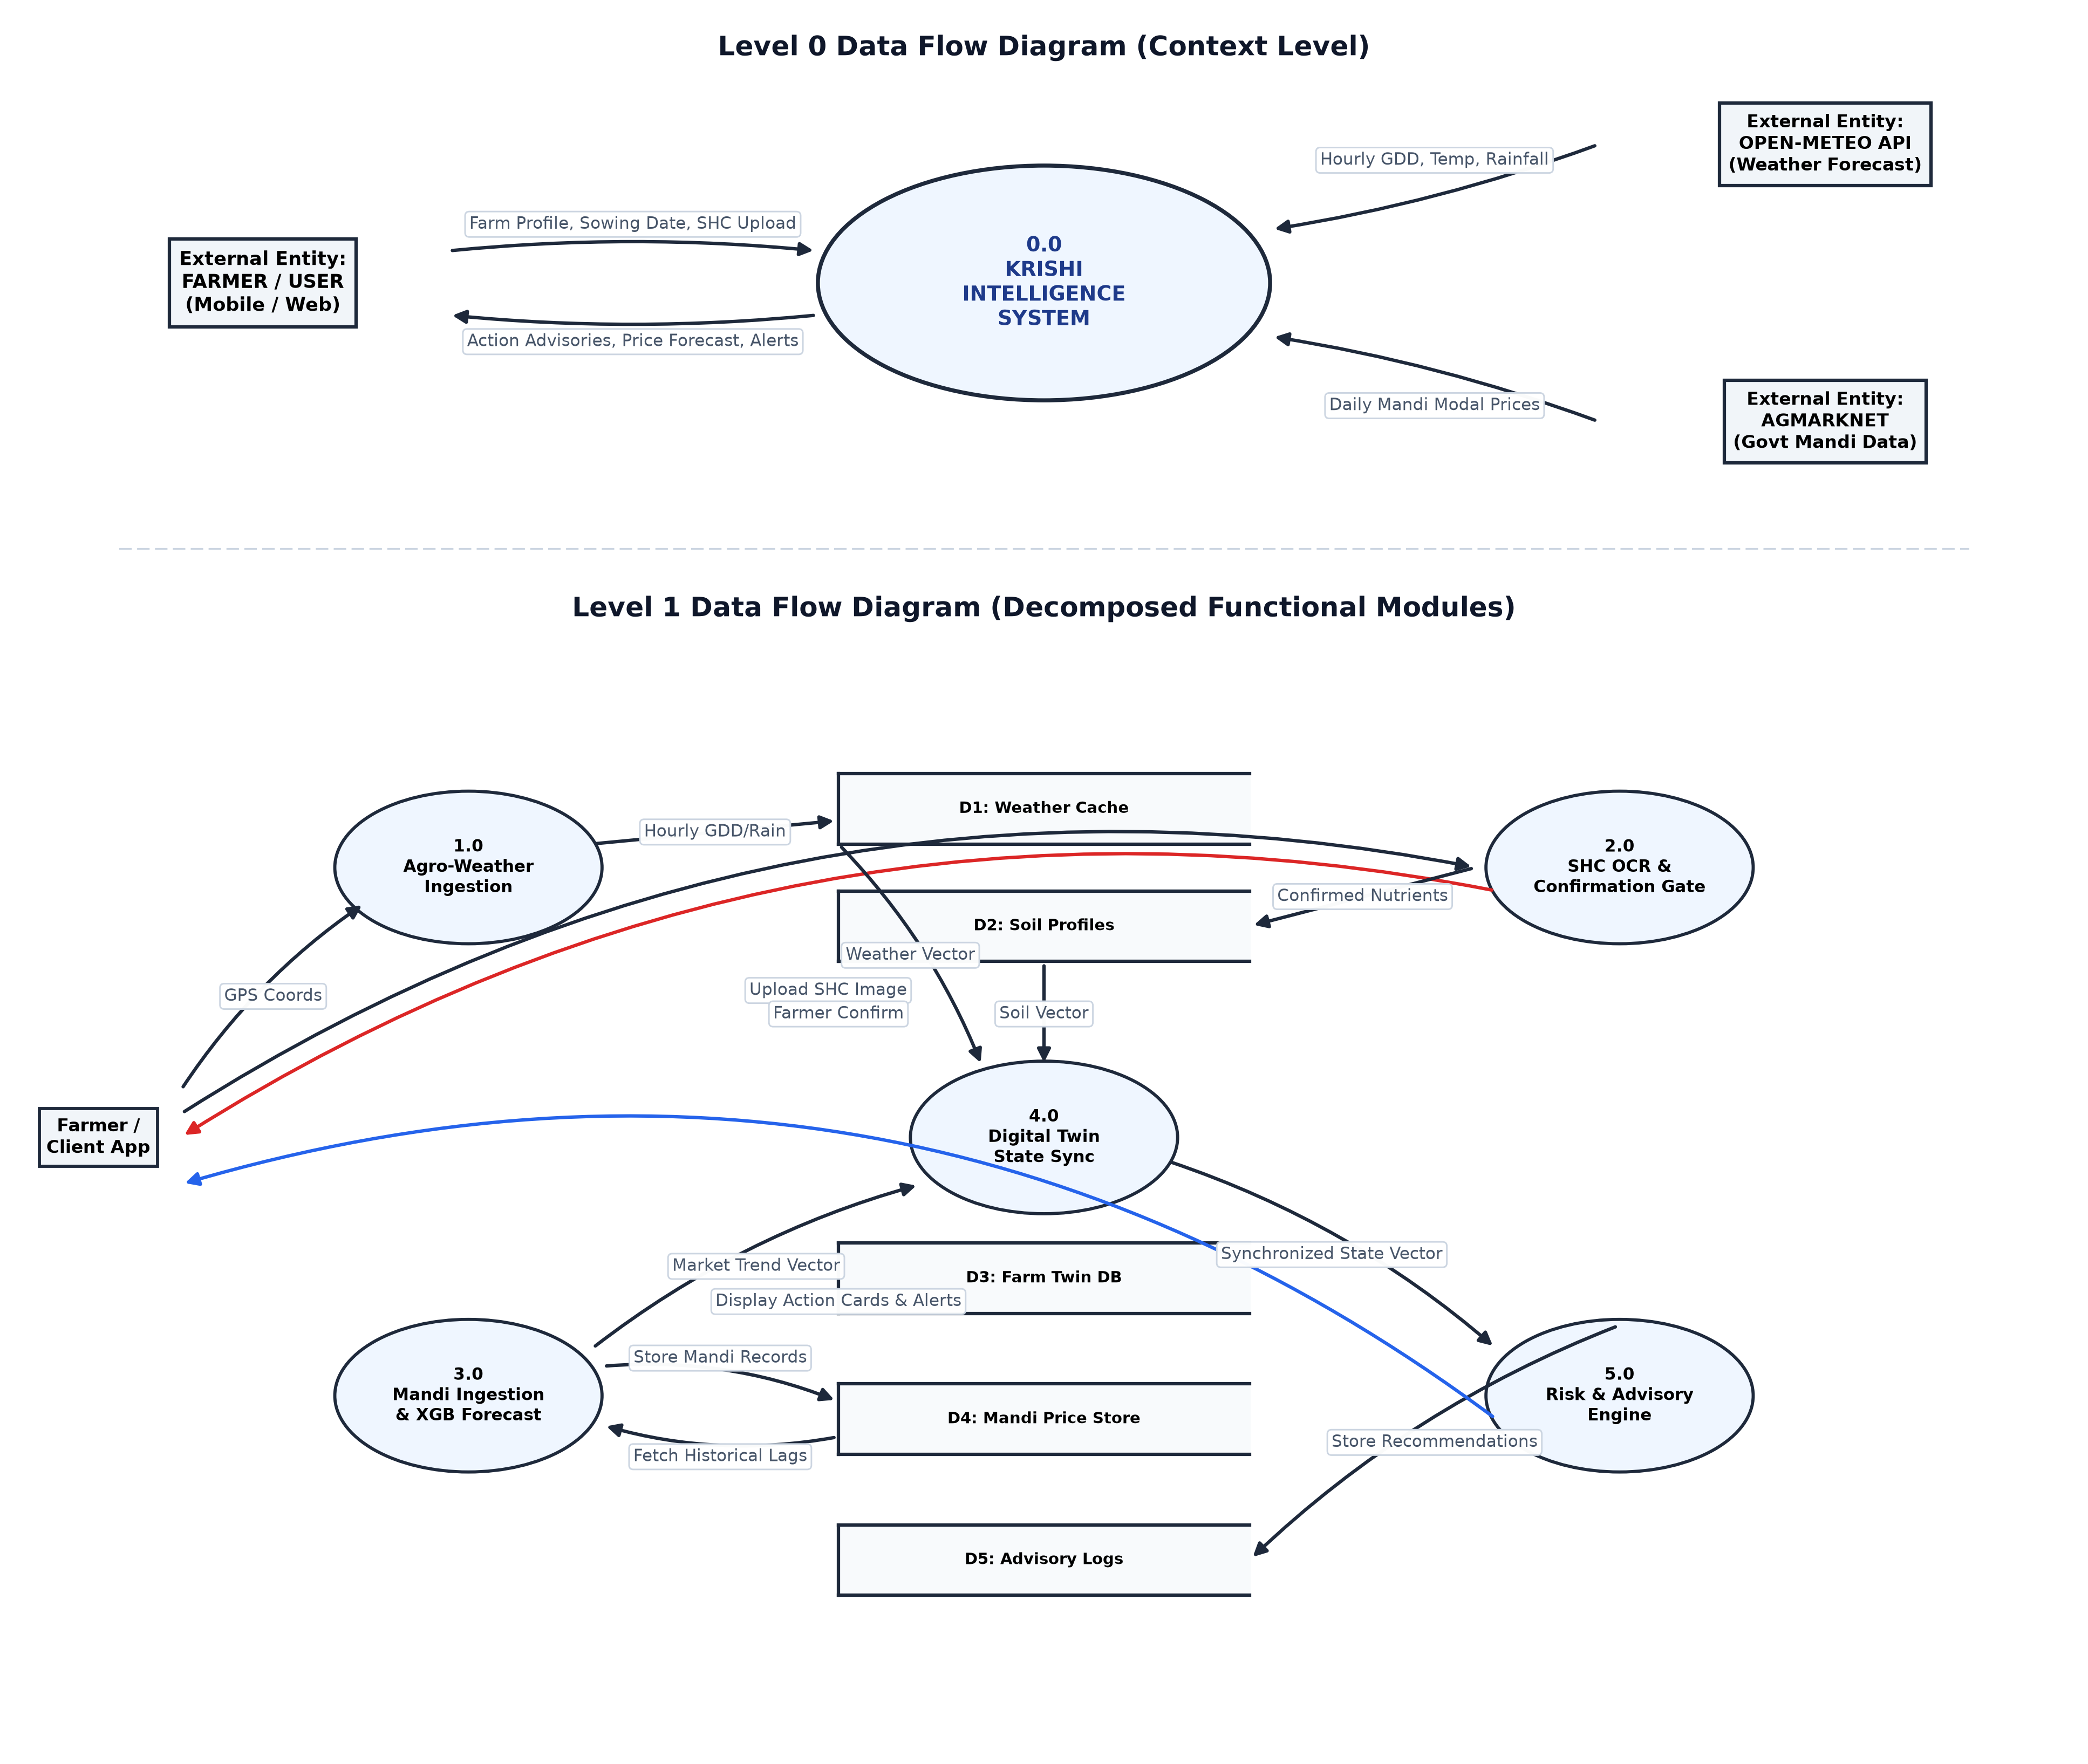 Level 0 Data Flow Diagram (Context Level)
External Entity:
OPEN-METEO API
(Weather Forecast)
Hourly GDD, Temp, Rainfall
Farm Profile, Sowing Date, SHC Upload
External Entity:
FARMER / USER
(Mobile / Web)
0.0
KRISHI
INTELLIGENCE
SYSTEM
Action Advisories, Price Forecast, Alerts
Daily Mandi Modal Prices
External Entity:
AGMARKNET
(Govt Mandi Data)
Level 1 Data Flow Diagram (Decomposed Functional Modules)
D1: Weather Cache
Hourly GDD/Rain
1.0
Agro-Weather
Ingestion
2.0
SHC OCR &
Confirmation Gate
Confirmed Nutrients
D2: Soil Profiles
Weather Vector
Upload SHC Image
GPS Coords
Farmer Confirm
Soil Vector
Farmer /
Client App
4.0
Digital Twin
State Sync
Synchronized State Vector
Market Trend Vector
D3: Farm Twin DB
Display Action Cards & Alerts
Store Mandi Records
3.0
Mandi Ingestion
& XGB Forecast
D4: Mandi Price Store
5.0
Risk & Advisory
Engine
Store Recommendations
Fetch Historical Lags
D5: Advisory Logs